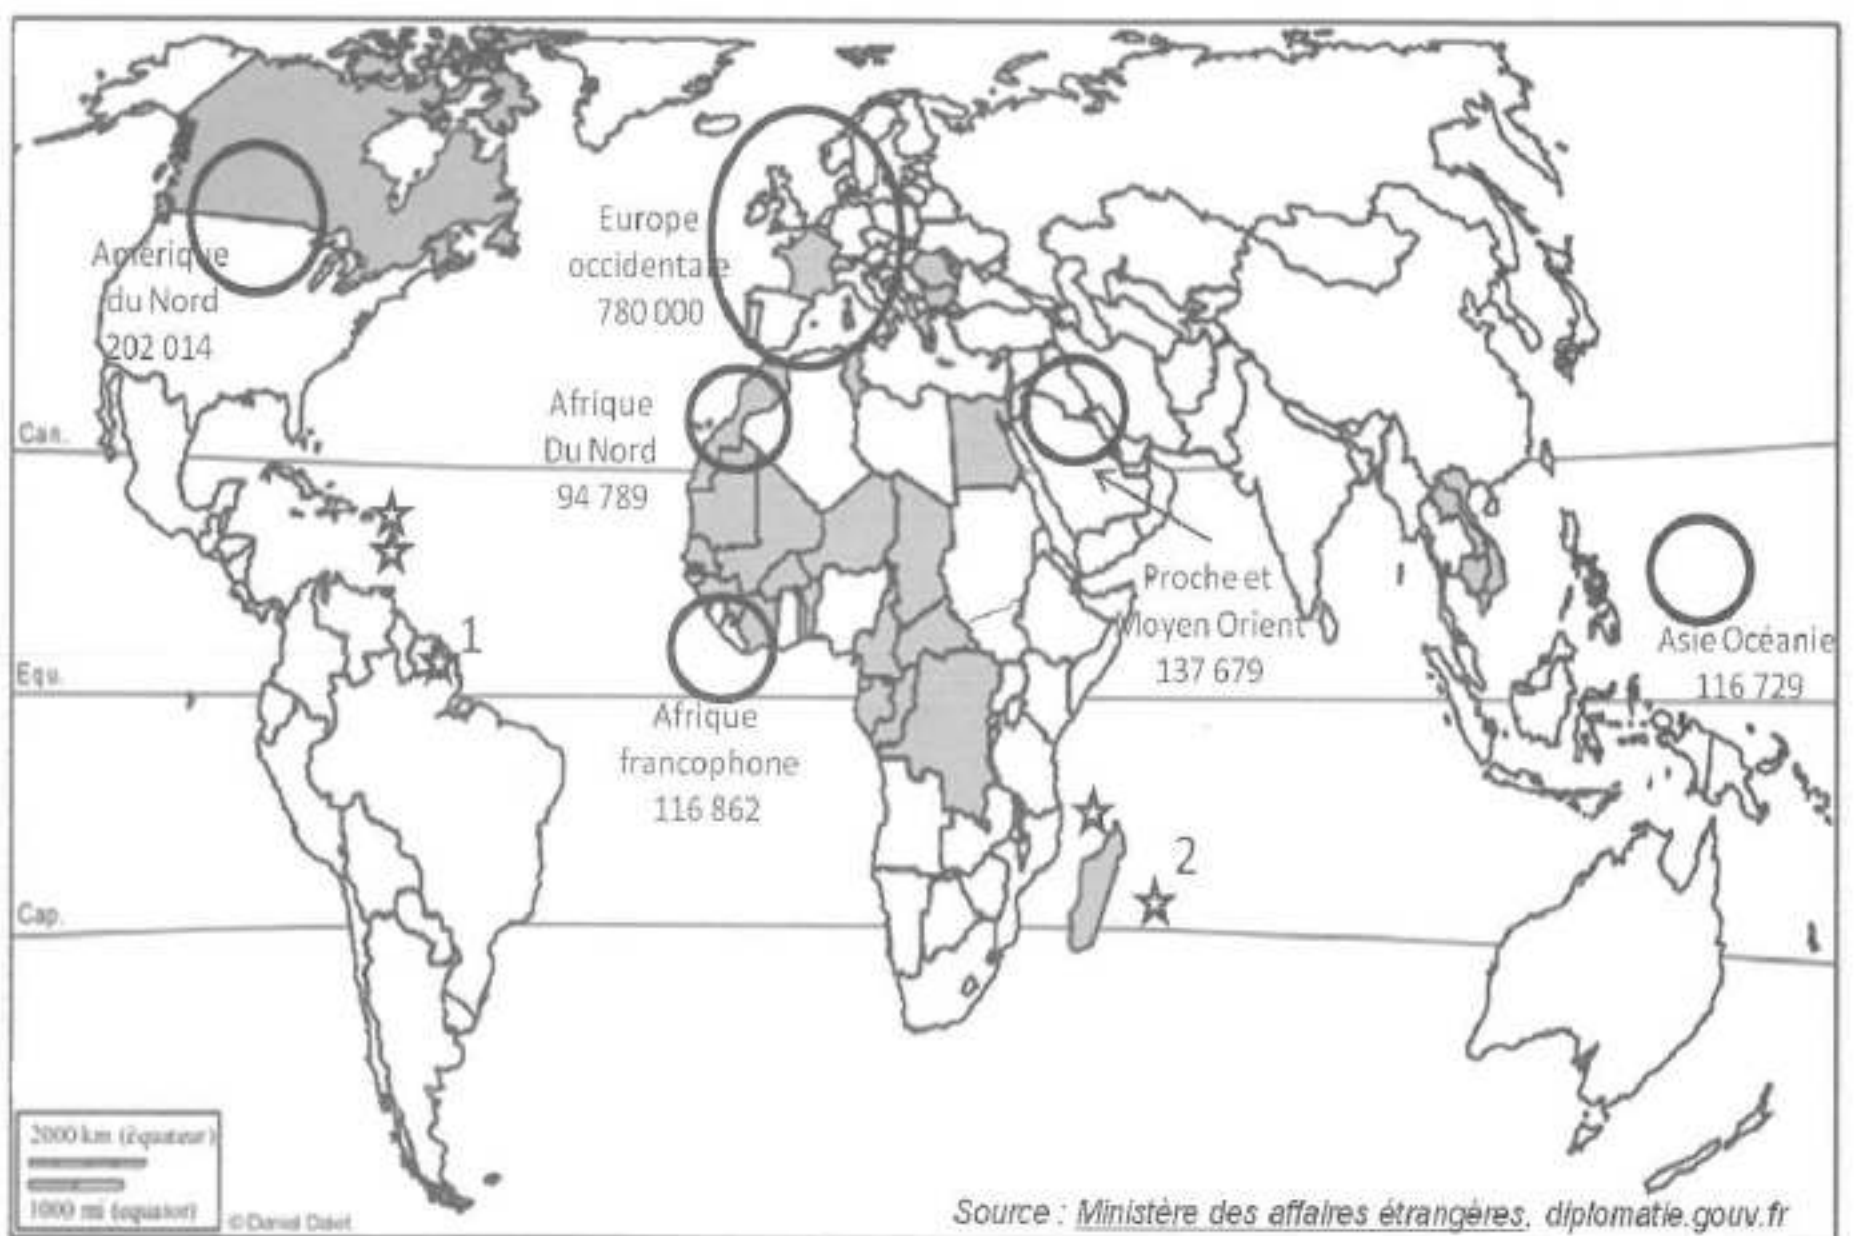 Amérique
du Nord
202 014
Europe
occidentale
780 000
Afrique
Du Nord
94 789
Can.
1
Proche et
Moyen Orient
137 679
Asie Océanie
116 729
Equ.
Afrique
francophone
116 862
2
Cap.
2000 km (équateur)
1000 mi (equator)
© Daniel Dalet
Source : Ministère des affaires étrangères, diplomatie.gouv.fr